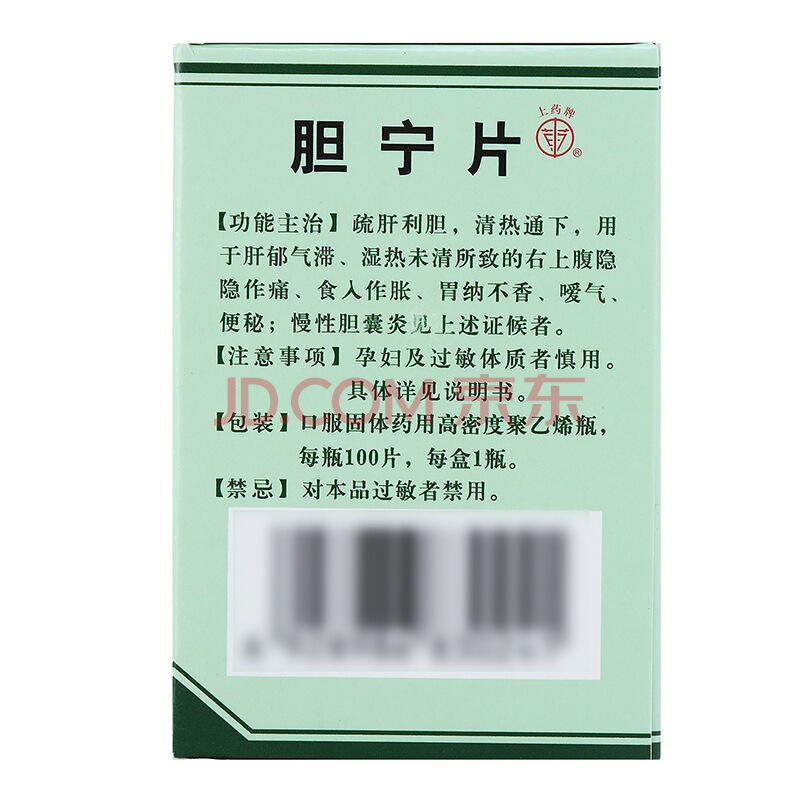 上药牌
胆宁片
®
【功能主治】疏肝利胆，清热通下，用
于肝郁气滞、湿热未清所致的右上腹隐
隐作痛、食入作胀、胃纳不香、嗳气、
便秘；慢性胆囊炎见上述证候者。
【注意事项】孕妇及过敏体质者慎用。
具体详见说明书。
JD.COM 京东
【包装】口服固体药用高密度聚乙烯瓶，
每瓶100片，每盒1瓶。
【禁忌】对本品过敏者禁用。